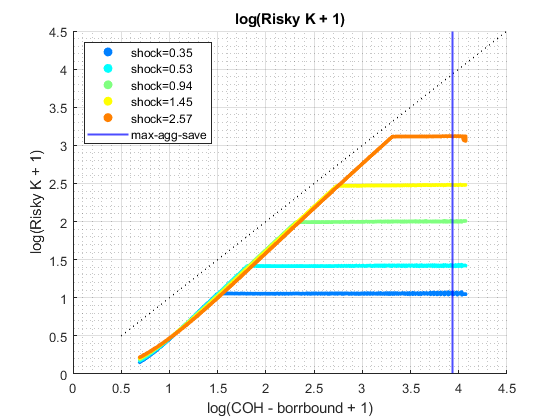 log(Risky K + 1)
4.5
4
3.5
3
2.5
2
1.5
1
0.5
0
log(Risky K + 1)
shock=0.35
shock=0.53
shock=0.94
shock=1.45
shock=2.57
max-agg-save
0 0.5 1 1.5 2 2.5 3 3.5 4 4.5
log(COH - borrbound + 1)